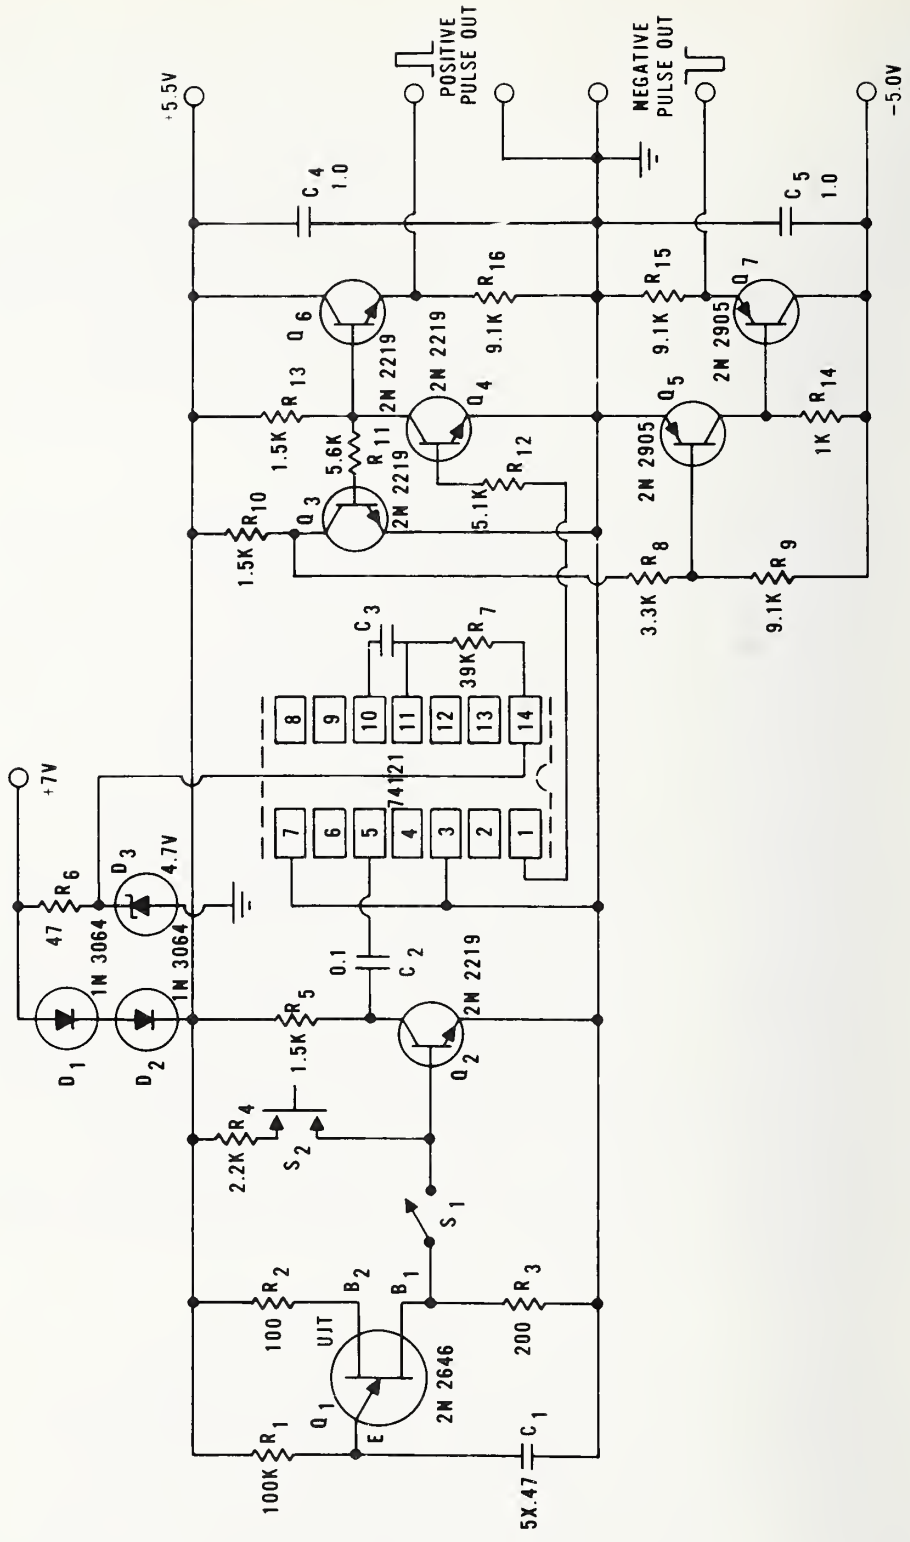 +7V
+5.5V
D1
1N 3064
D2
1N 3064
47
R6
D3
4.7V
100K
R1
100
R2
UJT
B2
B1
Q1
E
2N 2646
200
R3
5X.47
C1
S1
2.2K
R4
S2
1.5K
R5
0.1
C2
Q2
2N 2219
7
6
5
4
3
2
1
74121
8
9
10
11
12
13
14
C3
39K
R7
1.5K
R10
Q3
2N 2219
5.6K
R11
1.5K
R13
Q6
2N 2219
2N 2219
Q4
5.1K
R12
9.1K
R16
C4
1.0
POSITIVE
PULSE OUT
NEGATIVE
PULSE OUT
3.3K
R8
9.1K
R9
2N 2905
Q5
9.1K
R15
2N 2905
Q7
1K
R14
C5
1.0
-5.0V